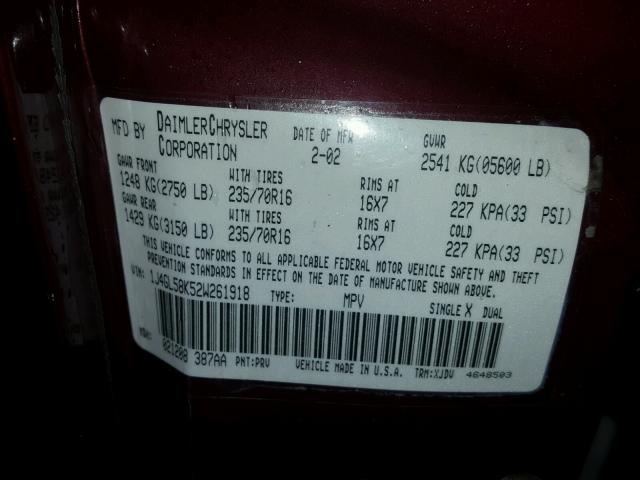 MFD BY DAIMLERCHRYSLER CORPORATION DATE OF MFR 2-02 GVWR 2541 KG(05600 LB)
GAWR FRONT WITH TIRES RIMS AT COLD
1248 KG(2750 LB) 235/70R16 16X7 227 KPA(33 PSI)
GAWR REAR WITH TIRES RIMS AT COLD
1429 KG(3150 LB) 235/70R16 16X7 227 KPA(33 PSI)
THIS VEHICLE CONFORMS TO ALL APPLICABLE FEDERAL MOTOR VEHICLE SAFETY AND THEFT
PREVENTION STANDARDS IN EFFECT ON THE DATE OF MANUFACTURE SHOWN ABOVE.
VIN: 1J4GL58K52W261918 TYPE: MPV SINGLE X DUAL
MDH: 021208 387AA PNT:PRV VEHICLE MADE IN U.S.A. TRM:XJDV 4648503